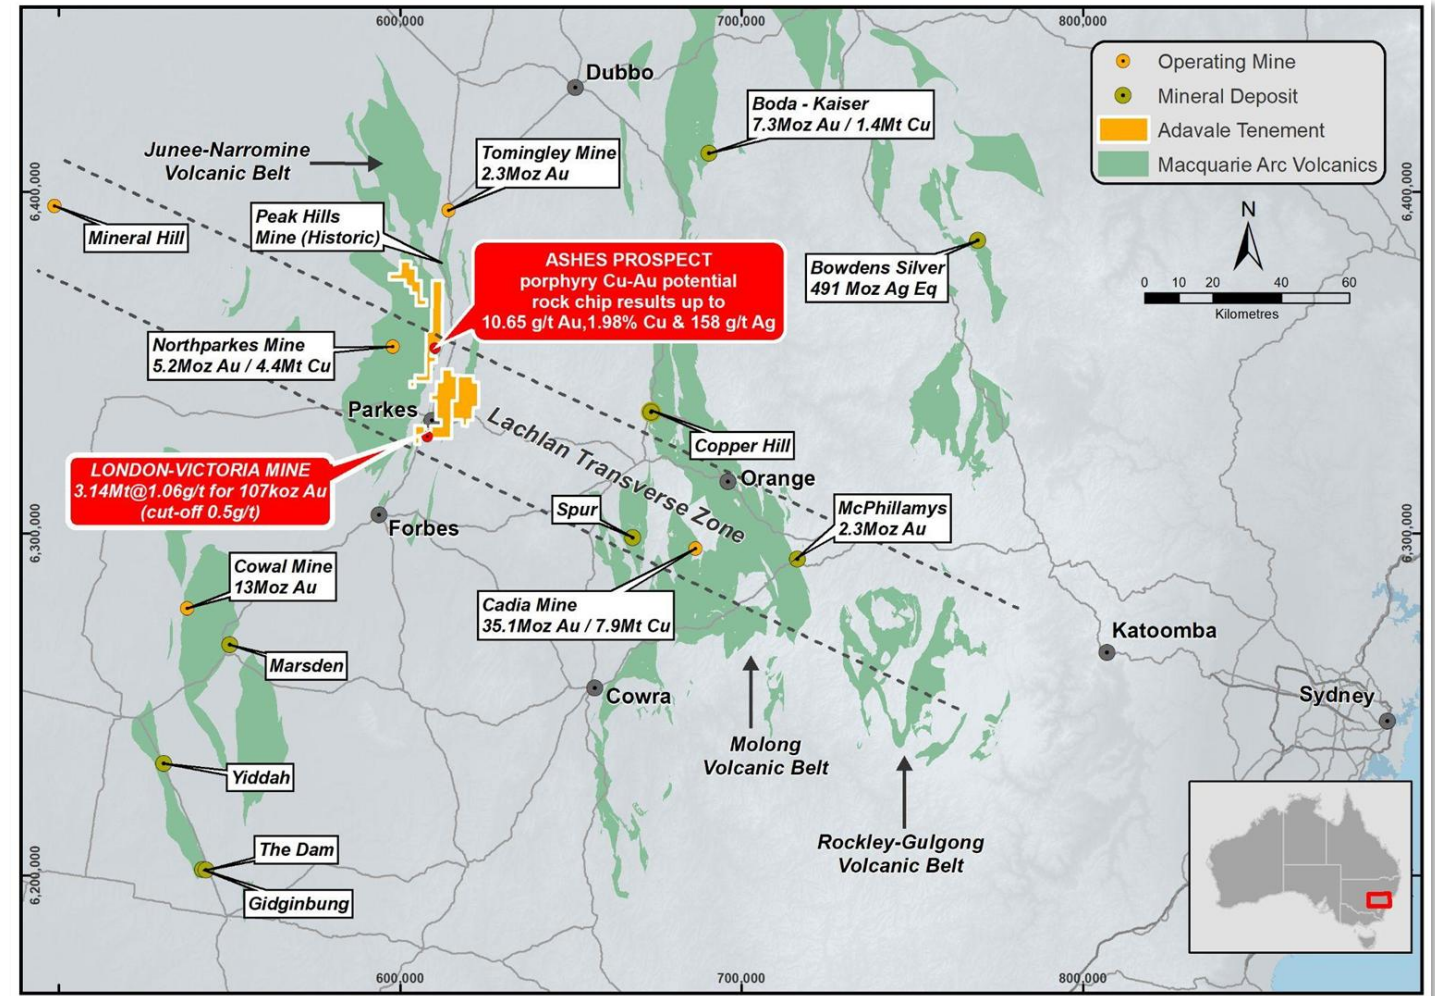 600,000
700,000
800,000
Operating Mine
Mineral Deposit
Adavale Tenement
Macquarie Arc Volcanics
Dubbo
Boda - Kaiser
7.3Moz Au / 1.4Mt Cu
Junee-Narromine
Volcanic Belt
Tomingley Mine
2.3Moz Au
6,400,000
6,400,000
Mineral Hill
Peak Hills
Mine (Historic)
N
ASHES PROSPECT
porphyry Cu-Au potential
rock chip results up to
10.65 g/t Au,1.98% Cu & 158 g/t Ag
Bowdens Silver
491 Moz Ag Eq
0 10 20 40 60
Kilometres
Northparkes Mine
5.2Moz Au / 4.4Mt Cu
Parkes
Lachlan Transverse Zone
Copper Hill
LONDON-VICTORIA MINE
3.14Mt@1.06g/t for 107koz Au
(cut-off 0.5g/t)
Orange
Spur
McPhillamys
2.3Moz Au
Forbes
6,300,000
6,300,000
Cowal Mine
13Moz Au
Cadia Mine
35.1Moz Au / 7.9Mt Cu
Katoomba
Marsden
Cowra
Sydney
Molong
Volcanic Belt
Yiddah
Rockley-Gulgong
Volcanic Belt
The Dam
Gidginbung
6,200,000
600,000
700,000
800,000